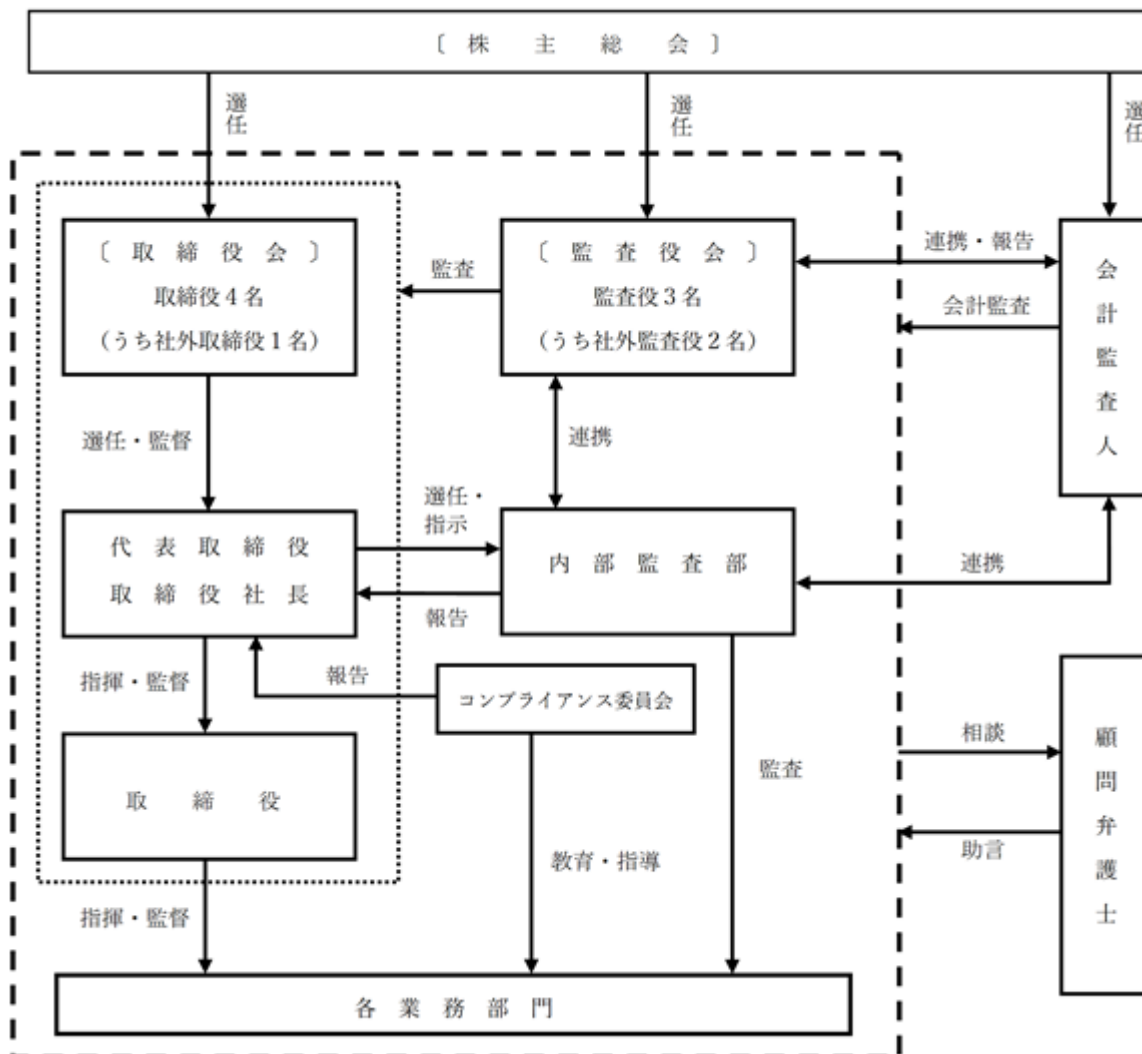 〔 株 主 総 会 〕
選任
選任
選任
〔 取 締 役 会 〕
取締役４名
(うち社外取締役１名)
監査
〔 監 査 役 会 〕
監査役３名
(うち社外監査役２名)
連携・報告
会計監査
会計監査人
選任・監督
連携
選任・
指示
代 表 取 締 役
取 締 役 社 長
内 部 監 査 部
連携
報告
指揮・監督
報告
コンプライアンス委員会
取 締 役
監査
相談
助言
顧問弁護士
教育・指導
指揮・監督
各 業 務 部 門